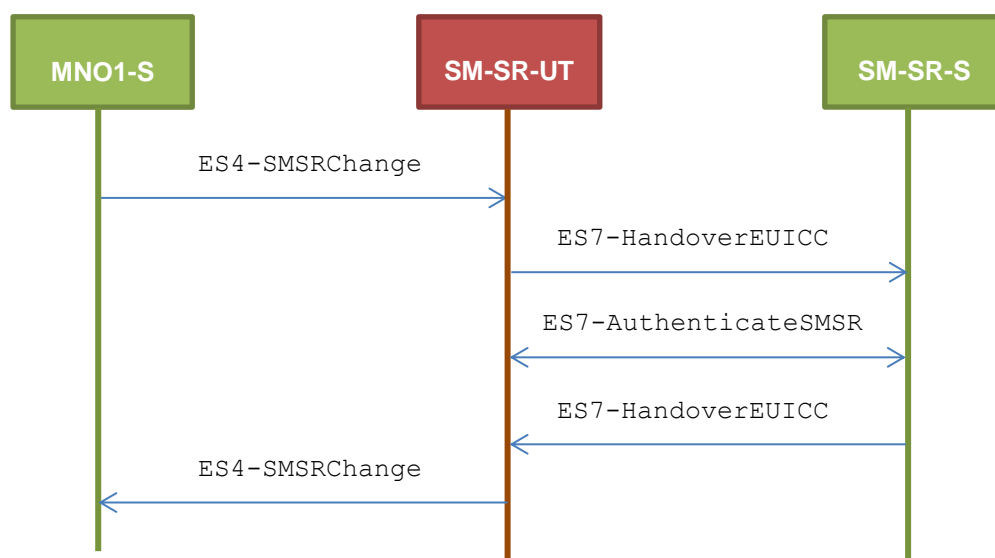 MNO1-S
SM-SR-UT
SM-SR-S
ES4-SMSRChange
ES7-HandoverEUICC
ES7-AuthenticateSMSR
ES7-HandoverEUICC
ES4-SMSRChange